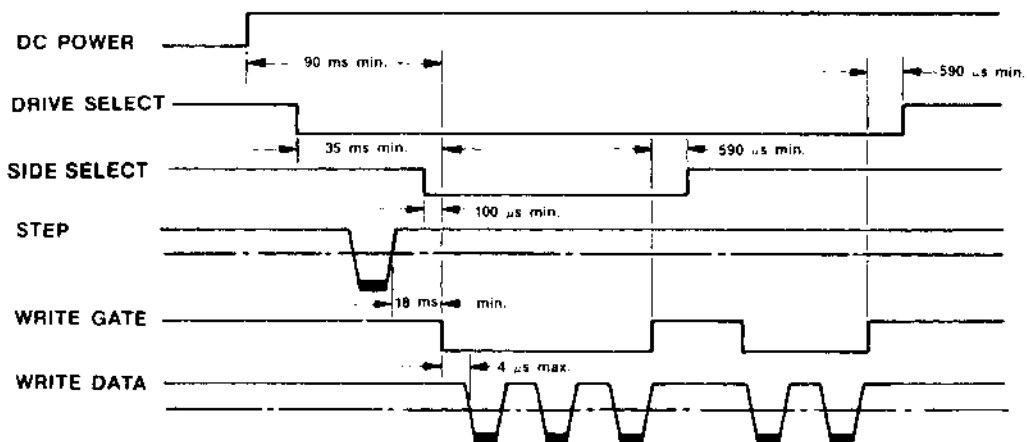 DC POWER
90 ms min.
590 μs min.
DRIVE SELECT
35 ms min.
590 μs min.
SIDE SELECT
100 μs min.
STEP
18 ms min.
WRITE GATE
4 μs max.
WRITE DATA